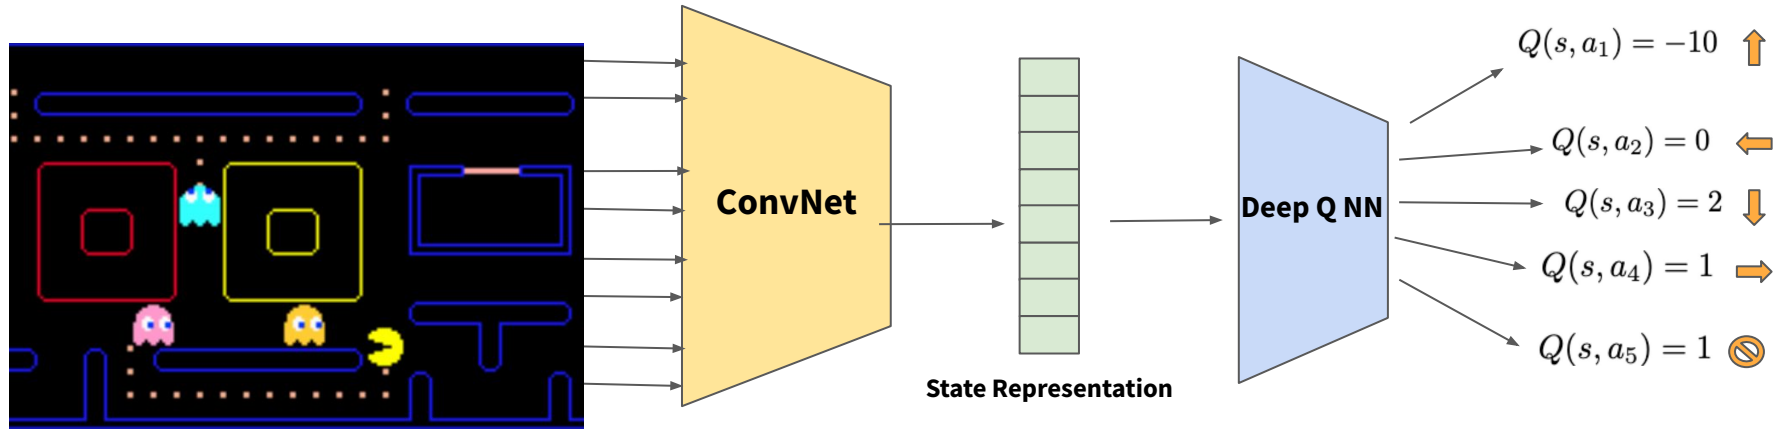 ConvNet
State Representation
Deep Q NN
Q(s, a₁) = −10
Q(s, a₂) = 0
Q(s, a₃) = 2
Q(s, a₄) = 1
Q(s, a₅) = 1